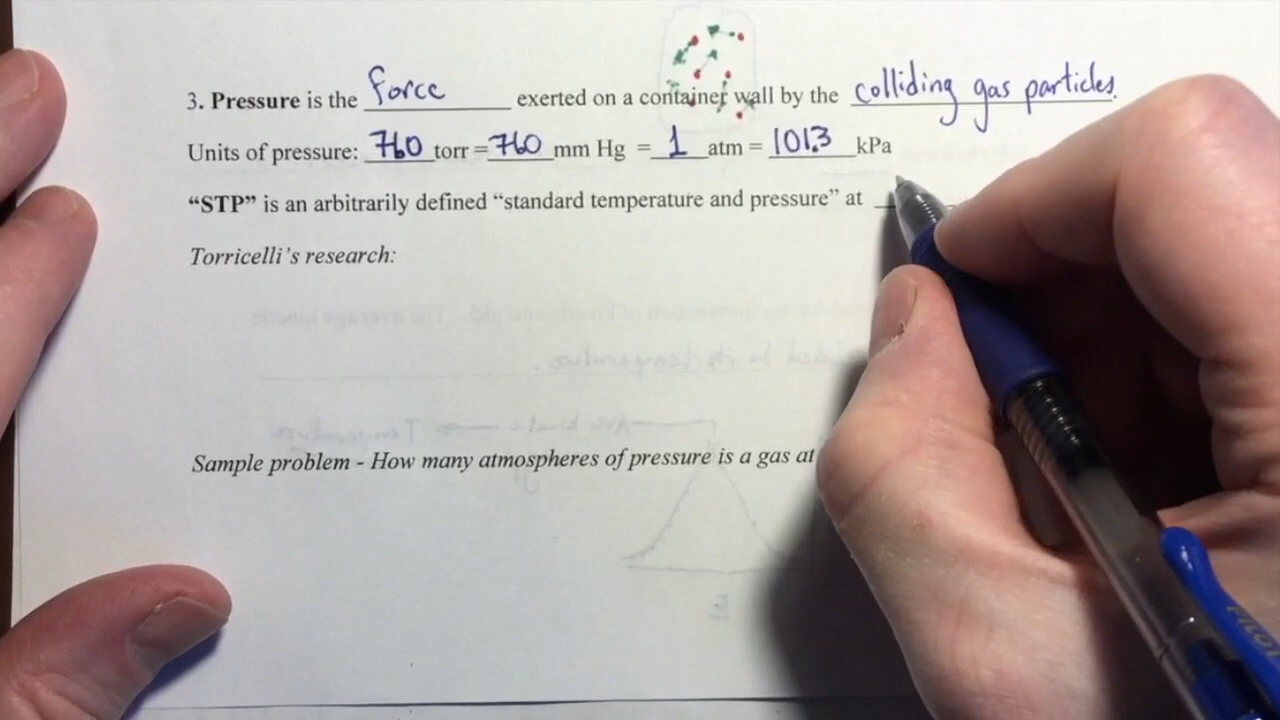 3. Pressure is the force exerted on a container wall by the colliding gas particles.
Units of pressure: 760 torr = 760 mm Hg = 1 atm = 101.3 kPa
“STP” is an arbitrarily defined “standard temperature and pressure” at
Torricelli’s research:
Sample problem - How many atmospheres of pressure is a gas at
PILOT